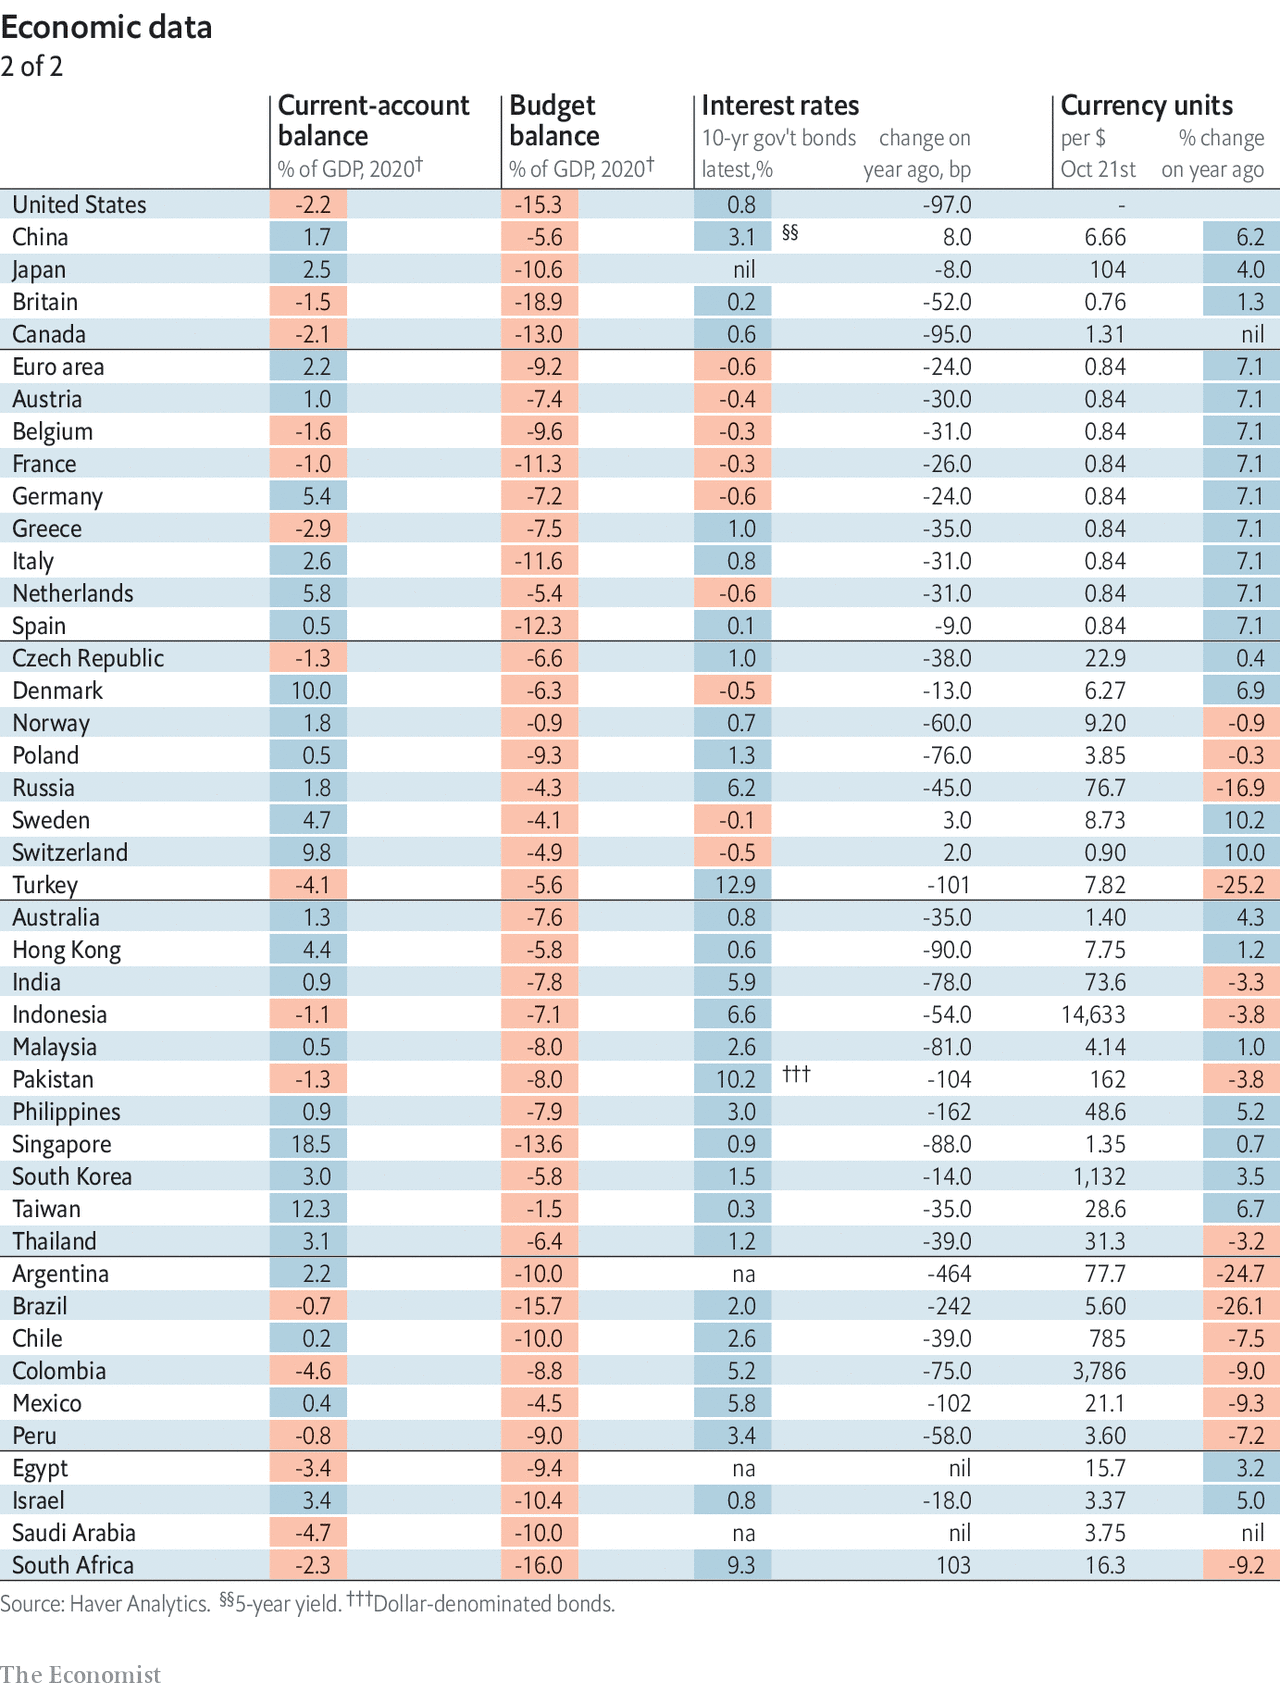 Economic data
2 of 2
Current-account Budget Interest rates Currency units
balance balance 10-yr gov't bonds change on per $ % change
% of GDP, 2020† % of GDP, 2020† latest,% year ago, bp Oct 21st on year ago
United States -2.2 -15.3 0.8 -97.0 -
China 1.7 -5.6 3.1 §§ 8.0 6.66 6.2
Japan 2.5 -10.6 nil -8.0 104 4.0
Britain -1.5 -18.9 0.2 -52.0 0.76 1.3
Canada -2.1 -13.0 0.6 -95.0 1.31 nil
Euro area 2.2 -9.2 -0.6 -24.0 0.84 7.1
Austria 1.0 -7.4 -0.4 -30.0 0.84 7.1
Belgium -1.6 -9.6 -0.3 -31.0 0.84 7.1
France -1.0 -11.3 -0.3 -26.0 0.84 7.1
Germany 5.4 -7.2 -0.6 -24.0 0.84 7.1
Greece -2.9 -7.5 1.0 -35.0 0.84 7.1
Italy 2.6 -11.6 0.8 -31.0 0.84 7.1
Netherlands 5.8 -5.4 -0.6 -31.0 0.84 7.1
Spain 0.5 -12.3 0.1 -9.0 0.84 7.1
Czech Republic -1.3 -6.6 1.0 -38.0 22.9 0.4
Denmark 10.0 -6.3 -0.5 -13.0 6.27 6.9
Norway 1.8 -0.9 0.7 -60.0 9.20 -0.9
Poland 0.5 -9.3 1.3 -76.0 3.85 -0.3
Russia 1.8 -4.3 6.2 -45.0 76.7 -16.9
Sweden 4.7 -4.1 -0.1 3.0 8.73 10.2
Switzerland 9.8 -4.9 -0.5 2.0 0.90 10.0
Turkey -4.1 -5.6 12.9 -101 7.82 -25.2
Australia 1.3 -7.6 0.8 -35.0 1.40 4.3
Hong Kong 4.4 -5.8 0.6 -90.0 7.75 1.2
India 0.9 -7.8 5.9 -78.0 73.6 -3.3
Indonesia -1.1 -7.1 6.6 -54.0 14,633 -3.8
Malaysia 0.5 -8.0 2.6 -81.0 4.14 1.0
Pakistan -1.3 -8.0 10.2 ††† -104 162 -3.8
Philippines 0.9 -7.9 3.0 -162 48.6 5.2
Singapore 18.5 -13.6 0.9 -88.0 1.35 0.7
South Korea 3.0 -5.8 1.5 -14.0 1,132 3.5
Taiwan 12.3 -1.5 0.3 -35.0 28.6 6.7
Thailand 3.1 -6.4 1.2 -39.0 31.3 -3.2
Argentina 2.2 -10.0 na -464 77.7 -24.7
Brazil -0.7 -15.7 2.0 -242 5.60 -26.1
Chile 0.2 -10.0 2.6 -39.0 785 -7.5
Colombia -4.6 -8.8 5.2 -75.0 3,786 -9.0
Mexico 0.4 -4.5 5.8 -102 21.1 -9.3
Peru -0.8 -9.0 3.4 -58.0 3.60 -7.2
Egypt -3.4 -9.4 na nil 15.7 3.2
Israel 3.4 -10.4 0.8 -18.0 3.37 5.0
Saudi Arabia -4.7 -10.0 na nil 3.75 nil
South Africa -2.3 -16.0 9.3 103 16.3 -9.2
Source: Haver Analytics. §§5-year yield. †††Dollar-denominated bonds.
The Economist